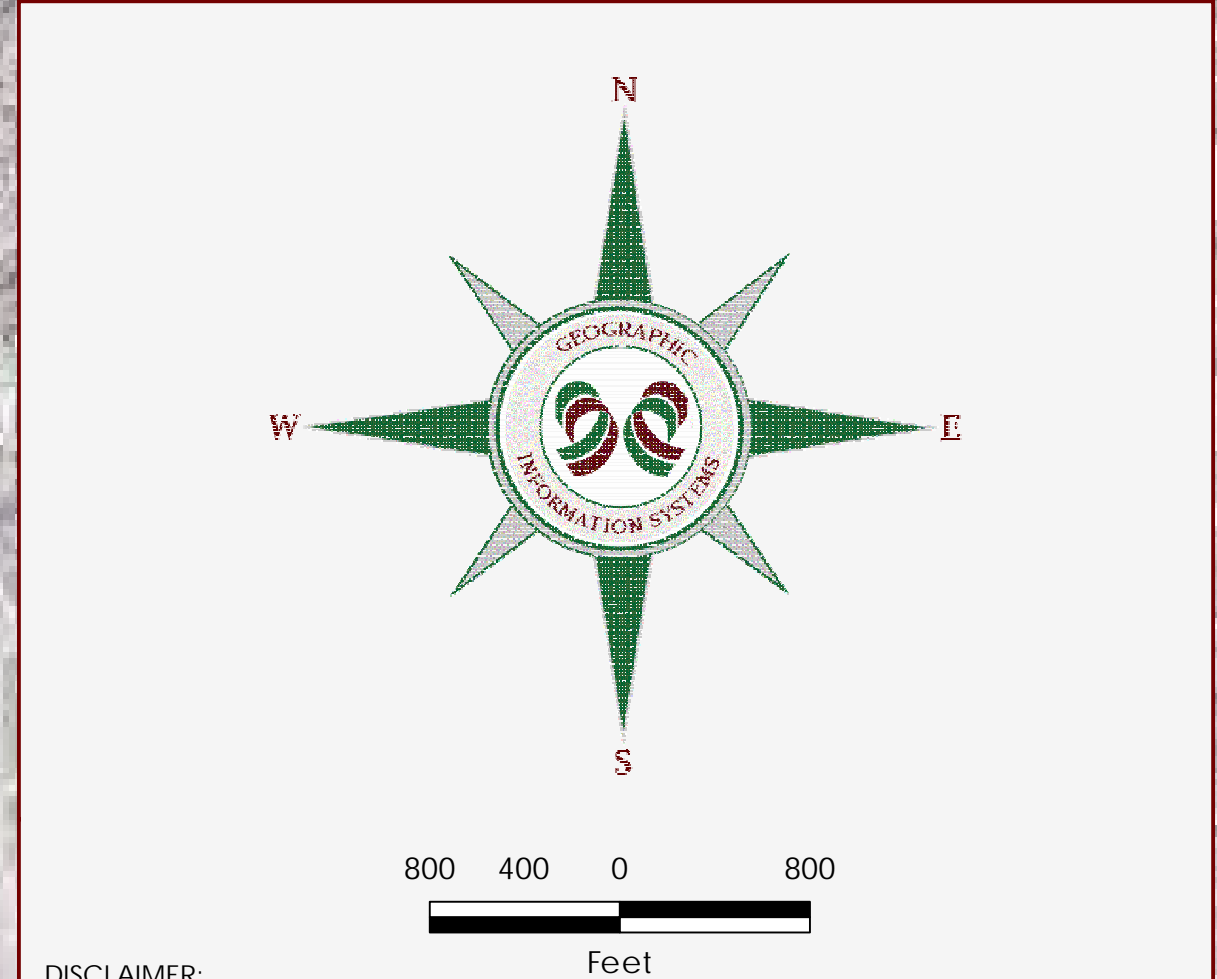 N
GEOGRAPHIC
W
E
INFORMATION SYSTEMS
S
800 400 0 800
Feet
DISCLAIMER: